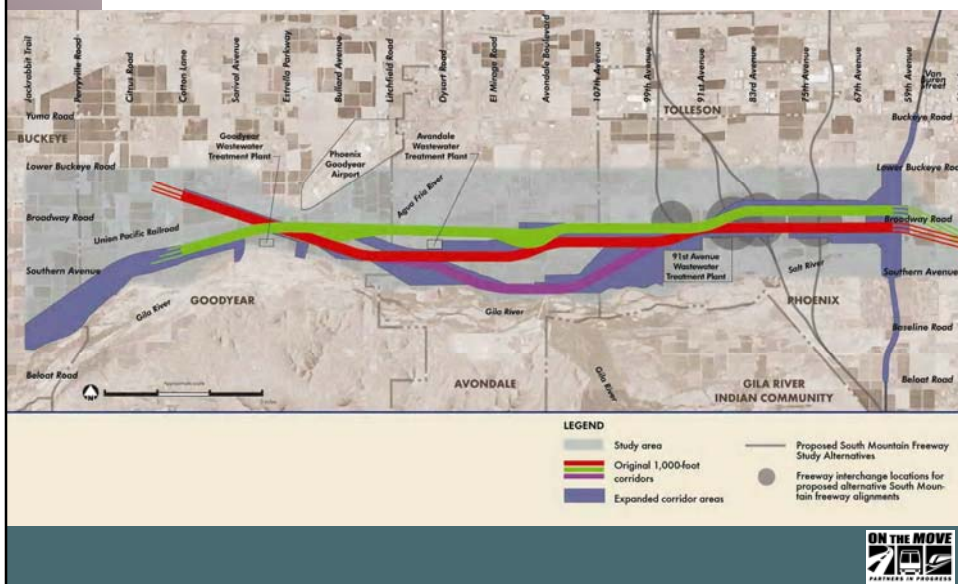 Jackrabbit Trail
Perryville Road
Citrus Road
Cotton Lane
Sarival Avenue
Estrella Parkway
Bullard Avenue
Litchfield Road
Dysart Road
El Mirage Road
Avondale Boulevard
107th Avenue
99th Avenue
91st Avenue
83rd Avenue
75th Avenue
67th Avenue
59th Avenue
Van
Buren
Street
Yuma Road
BUCKEYE
Lower Buckeye Road
Broadway Road
Union Pacific Railroad
Southern Avenue
Gila River
Beloat Road
Goodyear
Wastewater
Treatment Plant
Phoenix
Goodyear
Airport
Avandale
Wastewater
Treatment Plant
Agua Fria River
TOLLESON
Buckeye Road
Lower Buckeye Road
Broadway Road
Southern Avenue
91st Avenue
Wastewater
Treatment Plant
Salt River
GOODYEAR
Gila River
PHOENIX
Baseline Road
Beloat Road
AVONDALE
Gila River
GILA RIVER
INDIAN COMMUNITY
N
Approximate scale
LEGEND
Study area
Original 1,000-foot
corridors
Expanded corridor areas
Proposed South Mountain Freeway
Study Alternatives
Freeway interchange locations for
proposed alternative South Moun-
tain freeway alignments
ON THE MOVE
PARTNERS IN PROGRESS